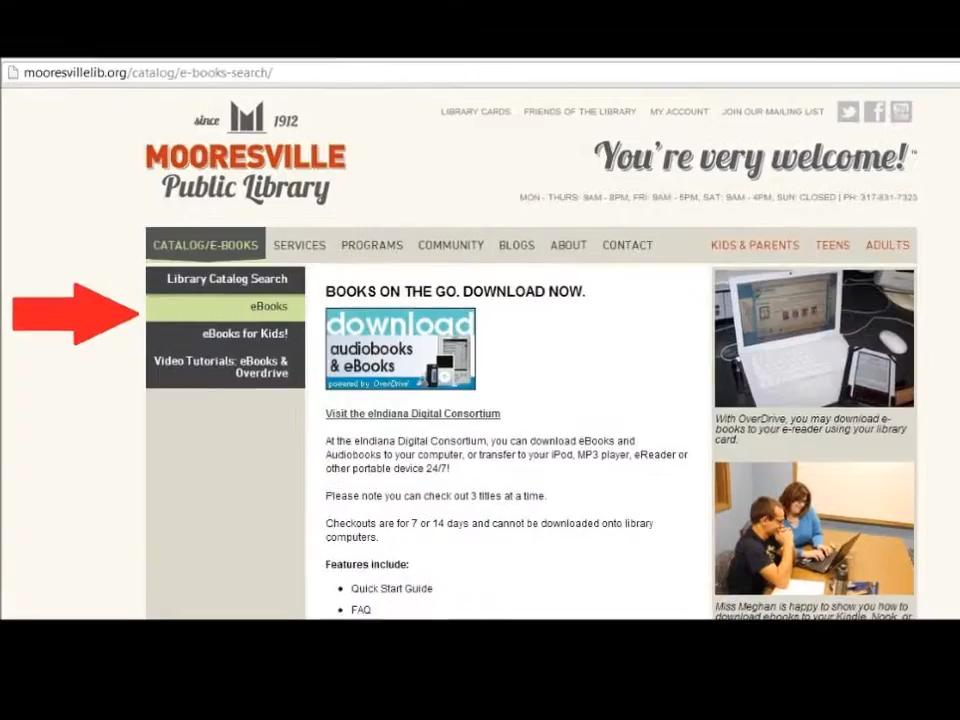 mooresvillelib.org/catalog/e-books-search/
since 1912
MOORESVILLE
Public Library
LIBRARY CARDS FRIENDS OF THE LIBRARY MY ACCOUNT JOIN OUR MAILING LIST
You're very welcome!™
MON - THURS: 9AM - 8PM, FRI: 9AM - 5PM, SAT: 9AM - 4PM, SUN: CLOSED | PH: 317-831-7323
CATALOG/E-BOOKS SERVICES PROGRAMS COMMUNITY BLOGS ABOUT CONTACT KIDS & PARENTS TEENS ADULTS
Library Catalog Search
eBooks
eBooks for Kids!
Video Tutorials: eBooks &
Overdrive
BOOKS ON THE GO. DOWNLOAD NOW.
download
audiobooks
& eBooks
powered by OverDrive
Visit the eIndiana Digital Consortium
At the eIndiana Digital Consortium, you can download eBooks and
Audiobooks to your computer, or transfer to your iPod, MP3 player, eReader or
other portable device 24/7!
Please note you can check out 3 titles at a time.
Checkouts are for 7 or 14 days and cannot be downloaded onto library
computers.
Features include:
• Quick Start Guide
• FAQ
With OverDrive, you may download e-
books to your e-reader using your library
card.
Miss Meghan is happy to show you how to
download ebooks to your Kindle, Nook, or